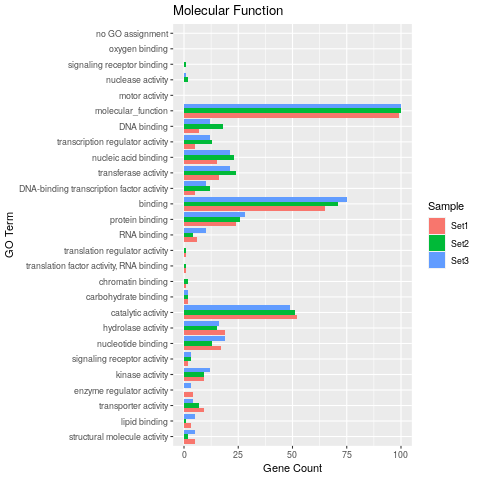 Molecular Function
no GO assignment
oxygen binding
signaling receptor binding
nuclease activity
motor activity
molecular_function
DNA binding
transcription regulator activity
nucleic acid binding
transferase activity
DNA-binding transcription factor activity
binding
protein binding
RNA binding
translation regulator activity
translation factor activity, RNA binding
chromatin binding
carbohydrate binding
catalytic activity
hydrolase activity
nucleotide binding
signaling receptor activity
kinase activity
enzyme regulator activity
transporter activity
lipid binding
structural molecule activity
GO Term
0 25 50 75 100
Gene Count
Sample
Set1
Set2
Set3